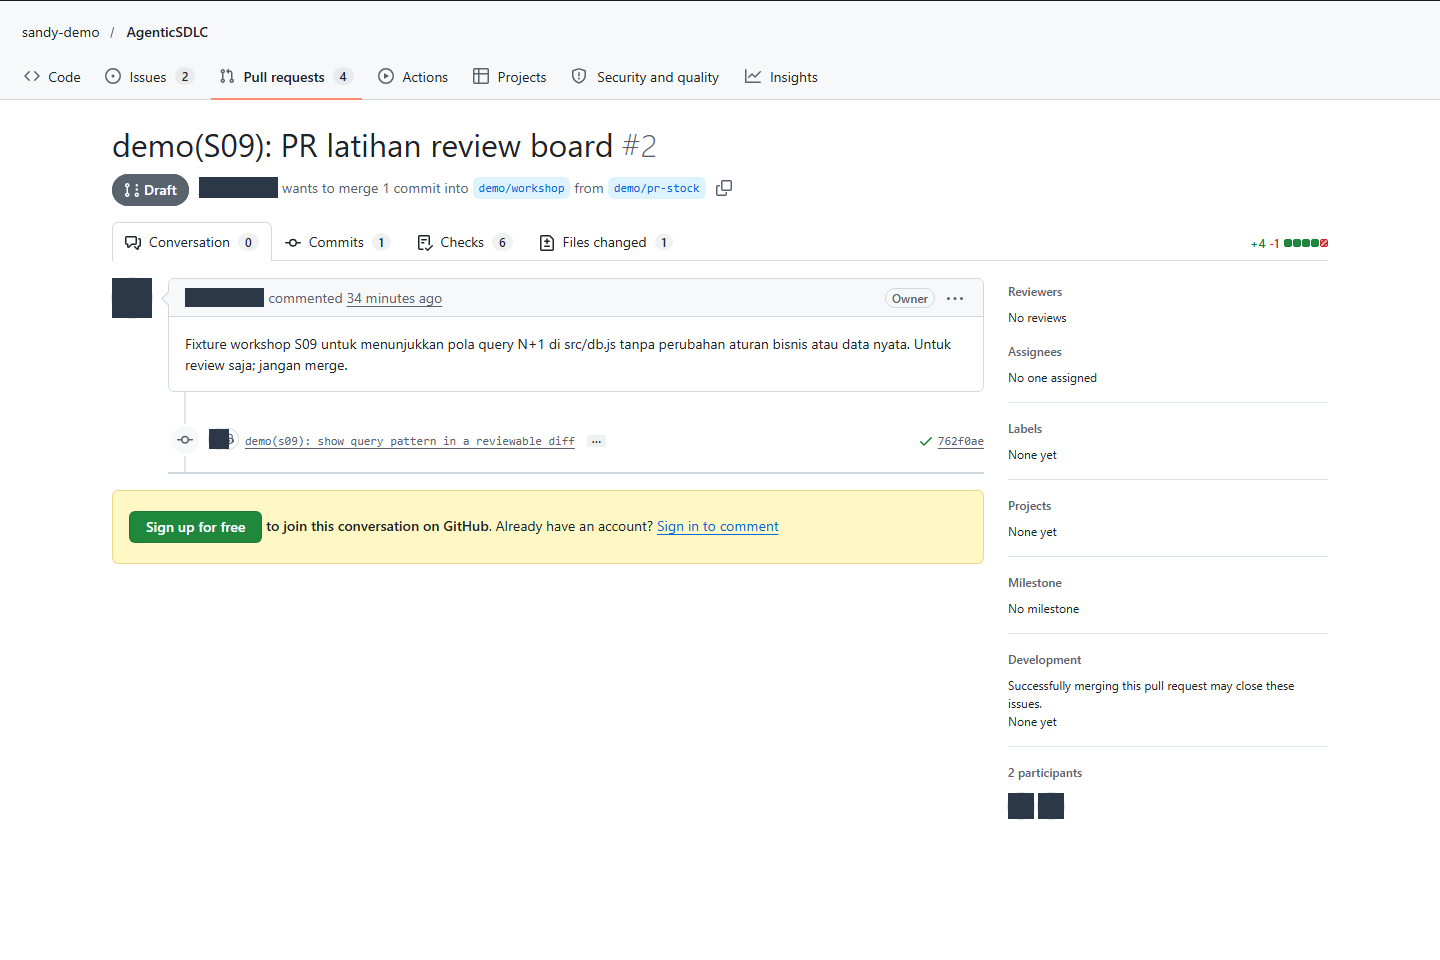 sandy-demo / AgenticSDLC
Code Issues 2 Pull requests 4 Actions Projects Security and quality Insights
demo(S09): PR latihan review board #2
Draft wants to merge 1 commit into demo/workshop from demo/pr-stock
Conversation 0 Commits 1 Checks 6 Files changed 1 +4 -1
commented 34 minutes ago Owner
Fixture workshop S09 untuk menunjukkan pola query N+1 di src/db.js tanpa perubahan aturan bisnis atau data nyata. Untuk
review saja; jangan merge.
demo(s09): show query pattern in a reviewable diff ... 762f0ae
Sign up for free to join this conversation on GitHub. Already have an account? Sign in to comment
Reviewers
No reviews
Assignees
No one assigned
Labels
None yet
Projects
None yet
Milestone
No milestone
Development
Successfully merging this pull request may close these
issues.
None yet
2 participants